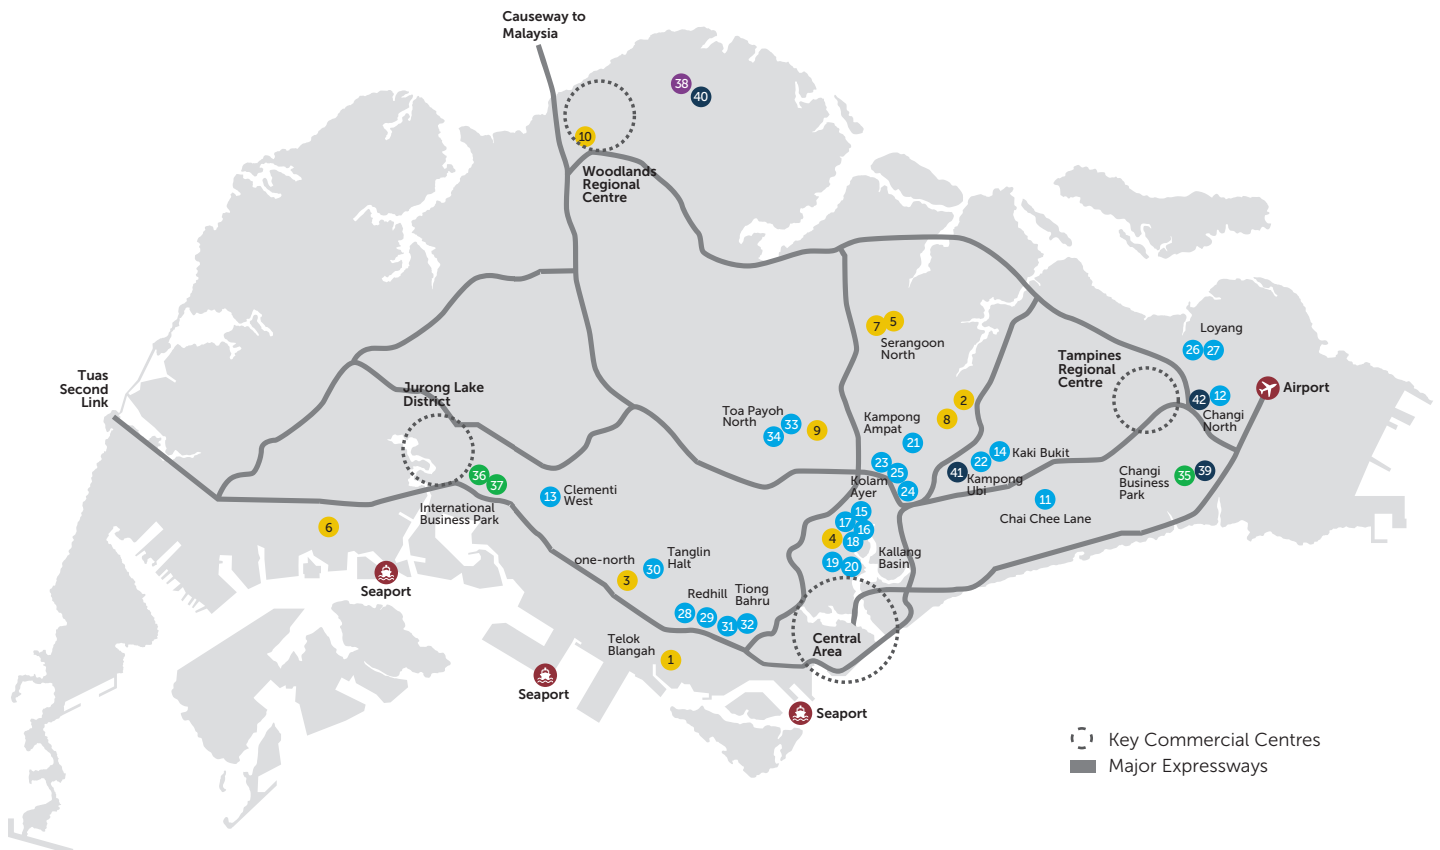 Causeway to
Malaysia
38
40
10
Woodlands
Regional
Centre
7
5
Serangoon
North
Loyang
26
27
Tampines
Regional
Centre
Airport
Tuas
Second
Link
Jurong Lake
District
42
12
Changi
North
2
8
Toa Payoh
North
33
34
9
Kampong
Ampat
21
14
Kaki Bukit
22
41
Kampong
Ubi
23
25
Kolam
Ayer
24
36
37
International
Business Park
13
Clementi
West
Changi
Business
Park
35
39
11
Chai Chee Lane
6
15
17
16
4
18
19
20
Kallang
Basin
one-north
3
30
Tanglin
Halt
Seaport
Redhill
Tiong
Bahru
28
29
31
32
Telok
Blangah
1
Central
Area
Seaport
Seaport
Key Commercial Centres
Major Expressways